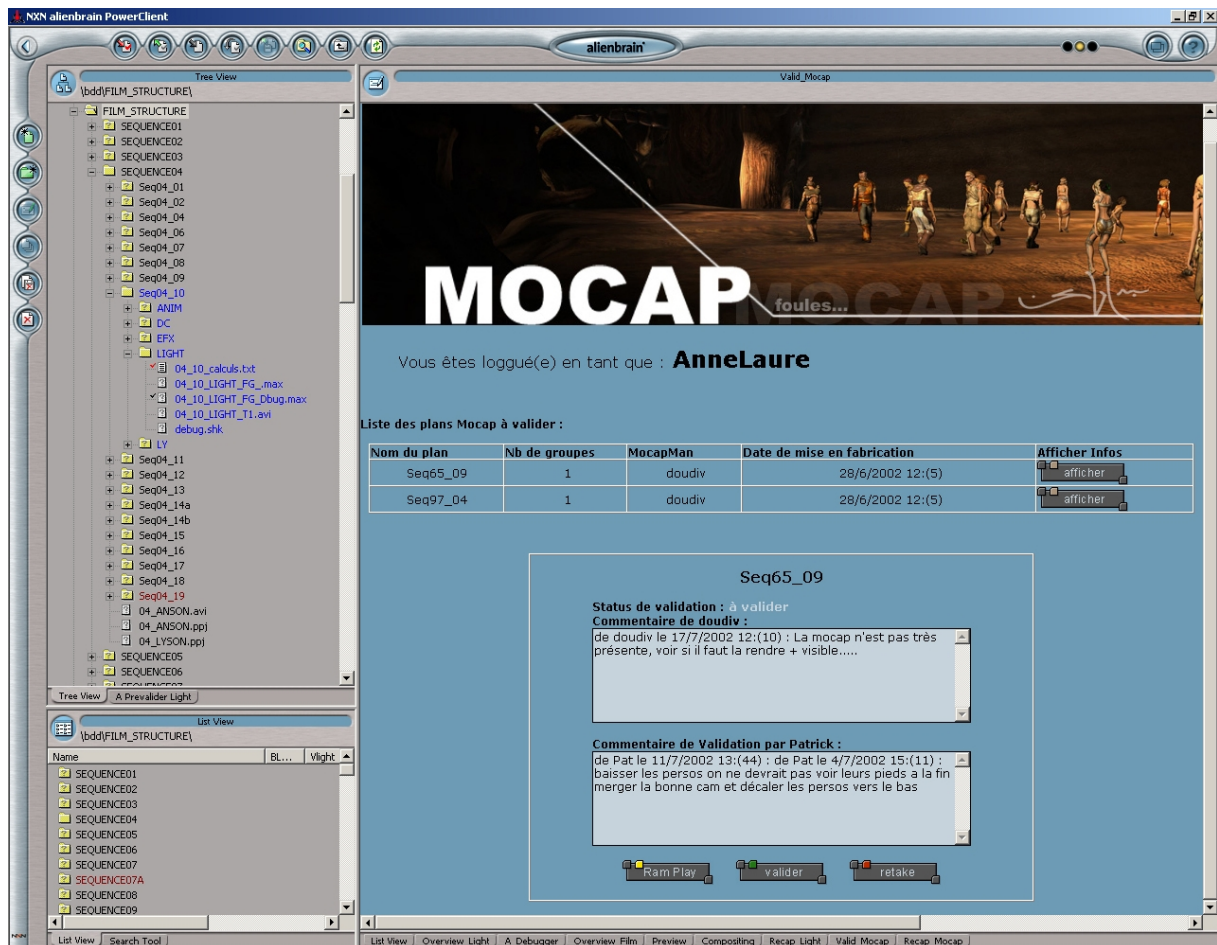 NXN alienbrain PowerClient
alienbrain
Tree View
\bdd\FILM_STRUCTURE\
FILM_STRUCTURE
SEQUENCE01
SEQUENCE02
SEQUENCE03
SEQUENCE04
Seq04_01
Seq04_02
Seq04_04
Seq04_06
Seq04_07
Seq04_08
Seq04_09
Seq04_10
ANIM
DC
EFX
LIGHT
04_10_calculs.txt
04_10_LIGHT_FG_.max
04_10_LIGHT_FG_Dbug.max
04_10_LIGHT_T1.avi
debug.shk
LY
Seq04_11
Seq04_12
Seq04_13
Seq04_14a
Seq04_14b
Seq04_15
Seq04_16
Seq04_17
Seq04_18
Seq04_19
04_ANSON.avi
04_ANSON.ppj
04_LYSON.ppj
SEQUENCE05
SEQUENCE06
Tree View A Prevalider Light
List View
\bdd\FILM_STRUCTURE\
Name BL... Vlight
SEQUENCE01
SEQUENCE02
SEQUENCE03
SEQUENCE04
SEQUENCE05
SEQUENCE06
SEQUENCE07
SEQUENCE07A
SEQUENCE08
SEQUENCE09
List View Search Tool
Valid_Mocap
MOCAP
MOCAP
foules...
Vous êtes loggué(e) en tant que : AnneLaure
Liste des plans Mocap à valider :
Nom du plan Nb de groupes MocapMan Date de mise en fabrication Afficher Infos
Seq65_09 1 doudiv 28/6/2002 12:(5) afficher
Seq97_04 1 doudiv 28/6/2002 12:(5) afficher
Seq65_09
Status de validation : à valider
Commentaire de doudiv :
de doudiv le 17/7/2002 12:(10) : La mocap n'est pas très
présente, voir si il faut la rendre + visible.....
Commentaire de Validation par Patrick :
de Pat le 11/7/2002 13:(44) : de Pat le 4/7/2002 15:(11) :
baisser les persos on ne devrait pas voir leurs pieds a la fin
merger la bonne cam et décaler les persos vers le bas
Ram Play valider retake
List View Overview Light A Debugger Overview Film Preview Compositing Recap Light Valid Mocap Recap Mocap